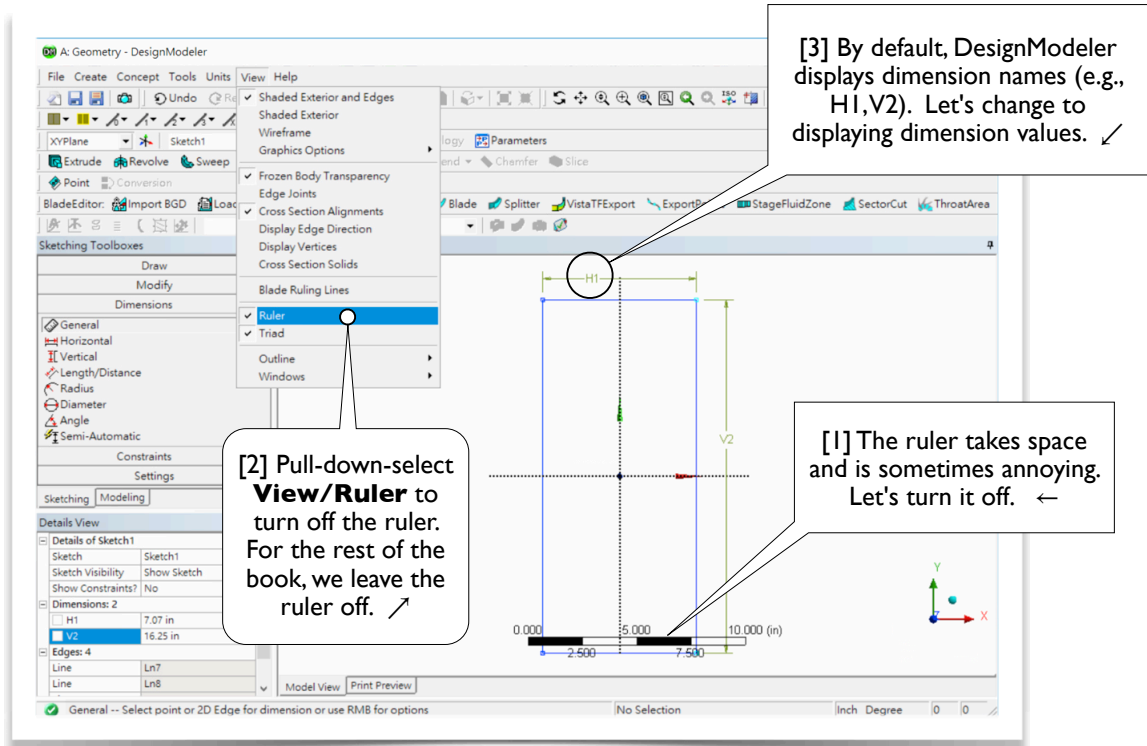 A: Geometry - DesignModeler
File Create Concept Tools Units View Help
Undo
XYPlane Sketch1
Parameters
Extrude Revolve Sweep
Chamfer Slice
Point Conversion
BladeEditor: Import BGD
Blade Splitter VistaTFExport StageFluidZone SectorCut ThroatArea
Shaded Exterior and Edges
Shaded Exterior
Wireframe
Graphics Option
Frozen Body Transparency
Edge Joints
Cross Section Alignments
Display Edge Direction
Display Vertices
Cross Section Solids
Blade Ruling Lines
Ruler
Triad
Outline
Windows
Sketching Toolboxes
Draw
Modify
Dimensions
General
Horizontal
Vertical
Length/Distance
Radius
Diameter
Angle
Semi-Automatic
Constraints
Settings
Sketching Modeling
Details View
Details of Sketch1
Sketch Sketch1
Sketch Visibility Show Sketch
Show Constraints? No
Dimensions: 2
H1 7.07 in
V2 16.25 in
Edges: 4
Line Ln7
Line Ln8
[3] By default, DesignModeler
displays dimension names (e.g.,
H1,V2). Let's change to
displaying dimension values. ↙
H1
V2
[1] The ruler takes space
and is sometimes annoying.
Let's turn it off. ←
[2] Pull-down-select
View/Ruler to
turn off the ruler.
For the rest of the
book, we leave the
ruler off. ↗
Y
Z
X
0.000 5.000 10.000 (in)
2.500 7.500
Model View Print Preview
General -- Select point or 2D Edge for dimension or use RMB for options No Selection Inch Degree 0 0